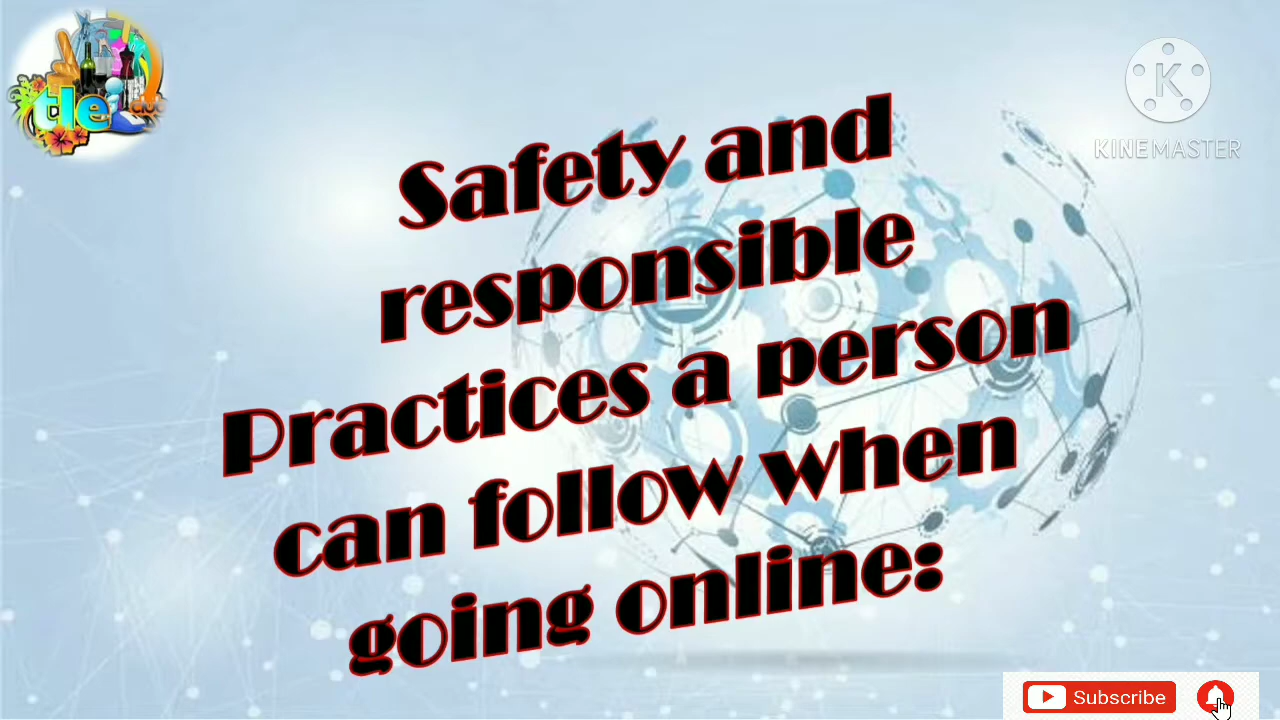 tle
K
KINEMASTER
Safety and
responsible
Practices a person
can follow when
going online:
Subscribe